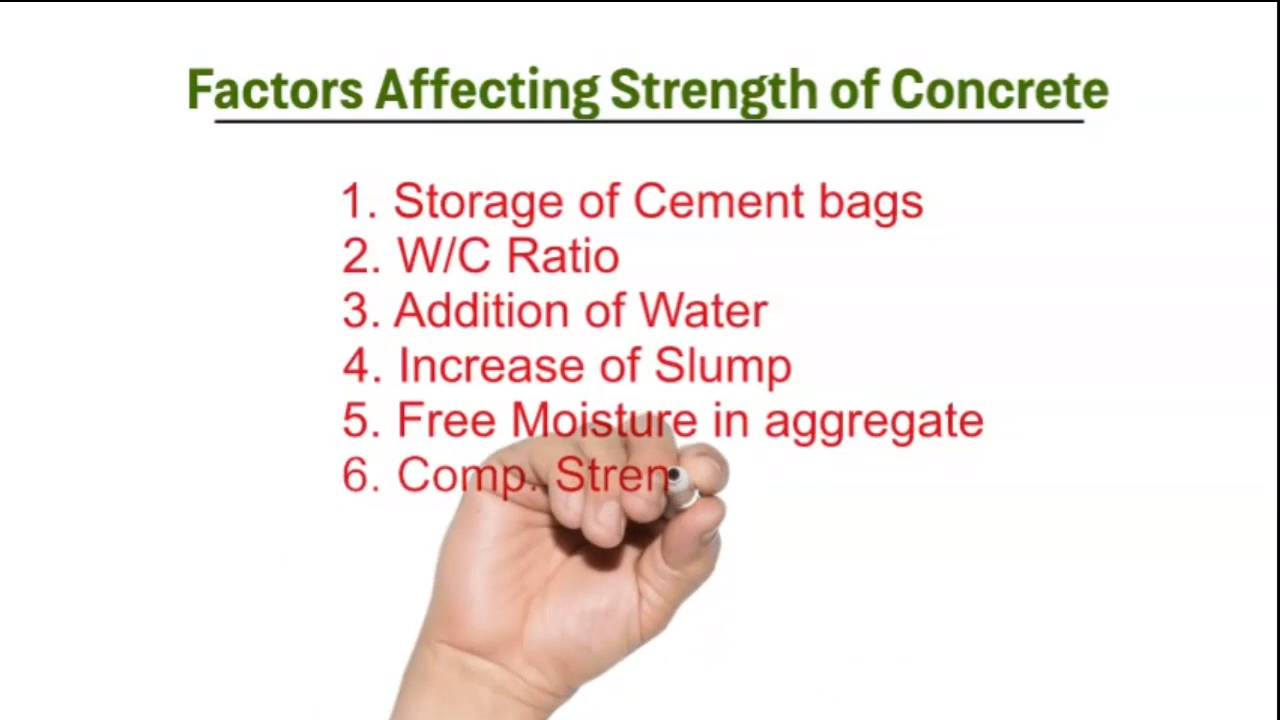 Factors Affecting Strength of Concrete
1. Storage of Cement bags
2. W/C Ratio
3. Addition of Water
4. Increase of Slump
5. Free Moisture in aggregate
6. Comp. Stren